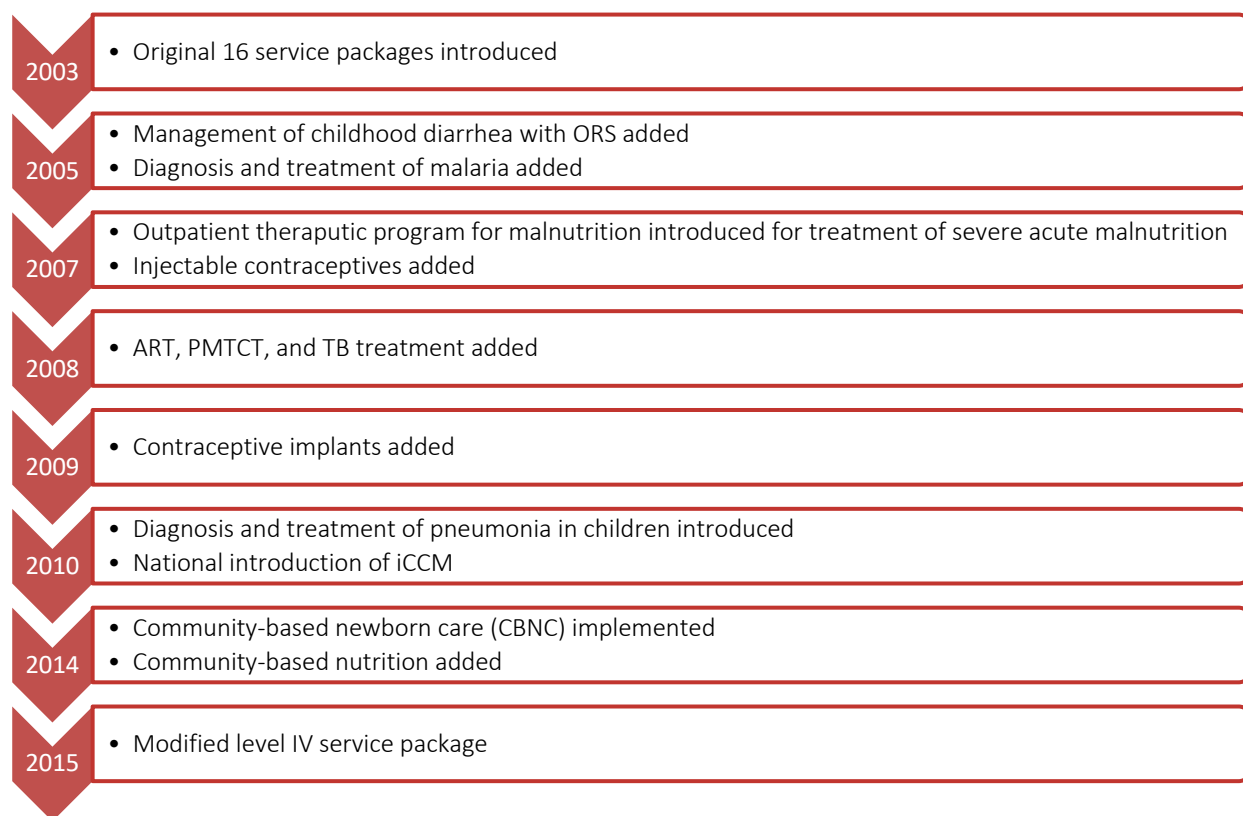 2003
• Original 16 service packages introduced
2005
• Management of childhood diarrhea with ORS added
• Diagnosis and treatment of malaria added
2007
• Outpatient theraputic program for malnutrition introduced for treatment of severe acute malnutrition
• Injectable contraceptives added
2008
• ART, PMTCT, and TB treatment added
2009
• Contraceptive implants added
2010
• Diagnosis and treatment of pneumonia in children introduced
• National introduction of iCCM
2014
• Community-based newborn care (CBNC) implemented
• Community-based nutrition added
2015
• Modified level IV service package